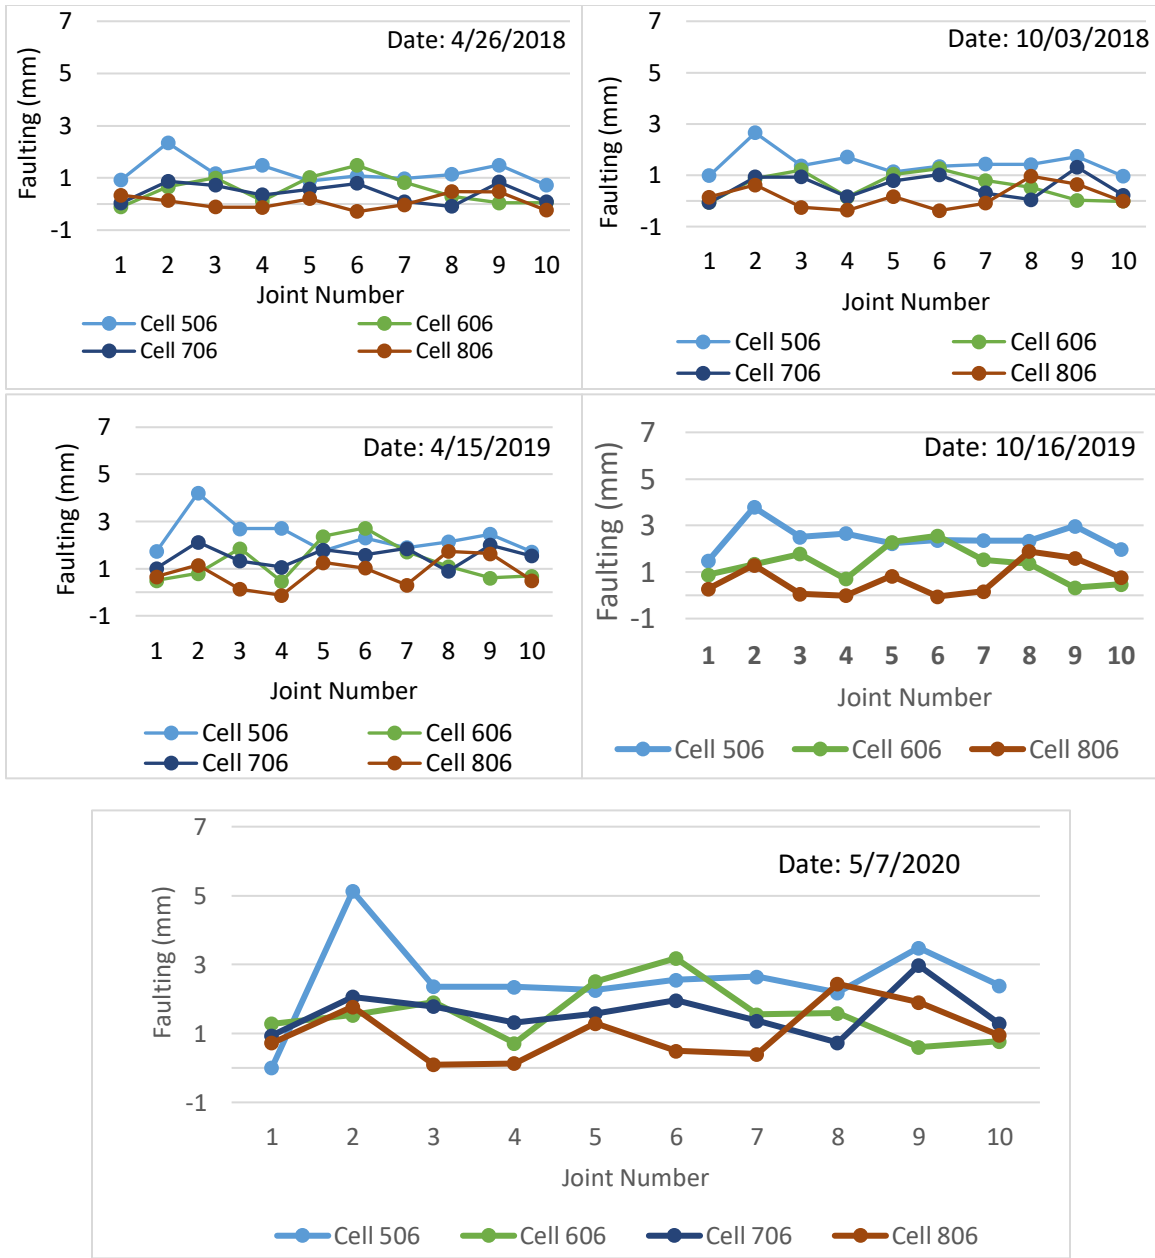 Date: 4/26/2018
Faulting (mm)
7
5
3
1
-1
1 2 3 4 5 6 7 8 9 10
Joint Number
Cell 506 Cell 606
Cell 706 Cell 806
Date: 10/03/2018
Faulting (mm)
7
5
3
1
-1
1 2 3 4 5 6 7 8 9 10
Joint Number
Cell 506 Cell 606
Cell 706 Cell 806
Date: 4/15/2019
Faulting (mm)
7
5
3
1
-1
1 2 3 4 5 6 7 8 9 10
Joint Number
Cell 506 Cell 606
Cell 706 Cell 806
Date: 10/16/2019
Faulting (mm)
7
5
3
1
-1
1 2 3 4 5 6 7 8 9 10
Joint Number
Cell 506 Cell 606 Cell 806
Date: 5/7/2020
Faulting (mm)
7
5
3
1
-1
1 2 3 4 5 6 7 8 9 10
Joint Number
Cell 506 Cell 606 Cell 706 Cell 806